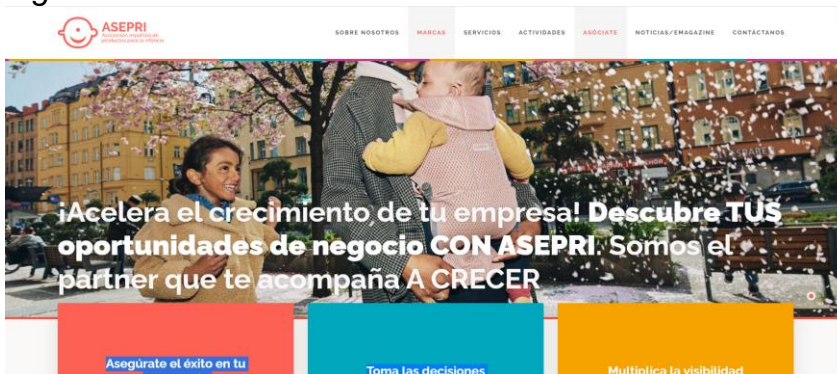 ASEPRI
Asociación española de
productos para la infancia
SOBRE NOSOTROS MARCAS SERVICIOS ACTIVIDADES ASÓCIATE NOTICIAS/EMAGAZINE CONTÁCTANOS
¡Acelera el crecimiento de tu empresa! Descubre TUS
oportunidades de negocio CON ASEPRI. Somos el
partner que te acompaña A CRECER
Asegúrate el éxito en tu
Toma las decisiones
Multiplica la visibilidad